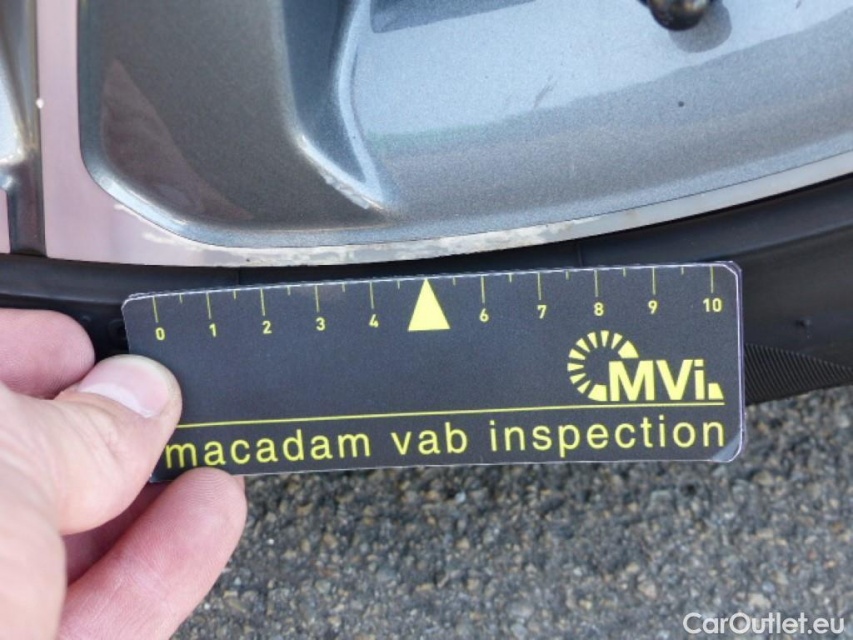 0 1 2 3 4 6 7 8 9 10
MVi.
macadam vab inspection
CarOutlet.eu